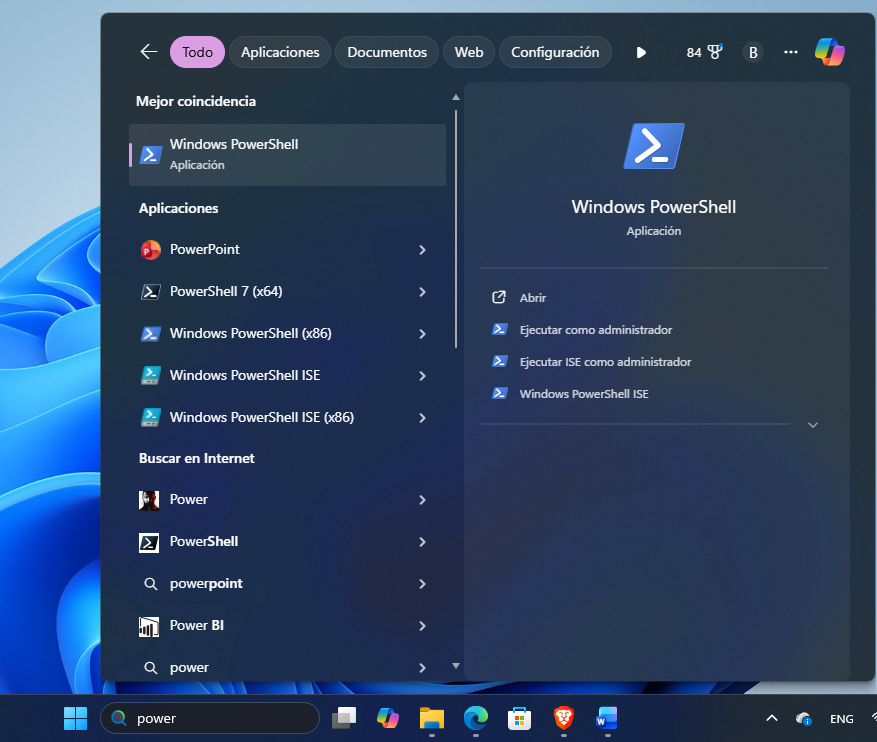 Todo Aplicaciones Documentos Web Configuración 84 B
Mejor coincidencia
Windows PowerShell
Aplicación
Aplicaciones
PowerPoint
PowerShell 7 (x64)
Windows PowerShell (x86)
Windows PowerShell ISE
Windows PowerShell ISE (x86)
Buscar en Internet
Power
PowerShell
powerpoint
Power BI
power
Windows PowerShell
Aplicación
Abrir
Ejecutar como administrador
Ejecutar ISE como administrador
Windows PowerShell ISE
power ENG